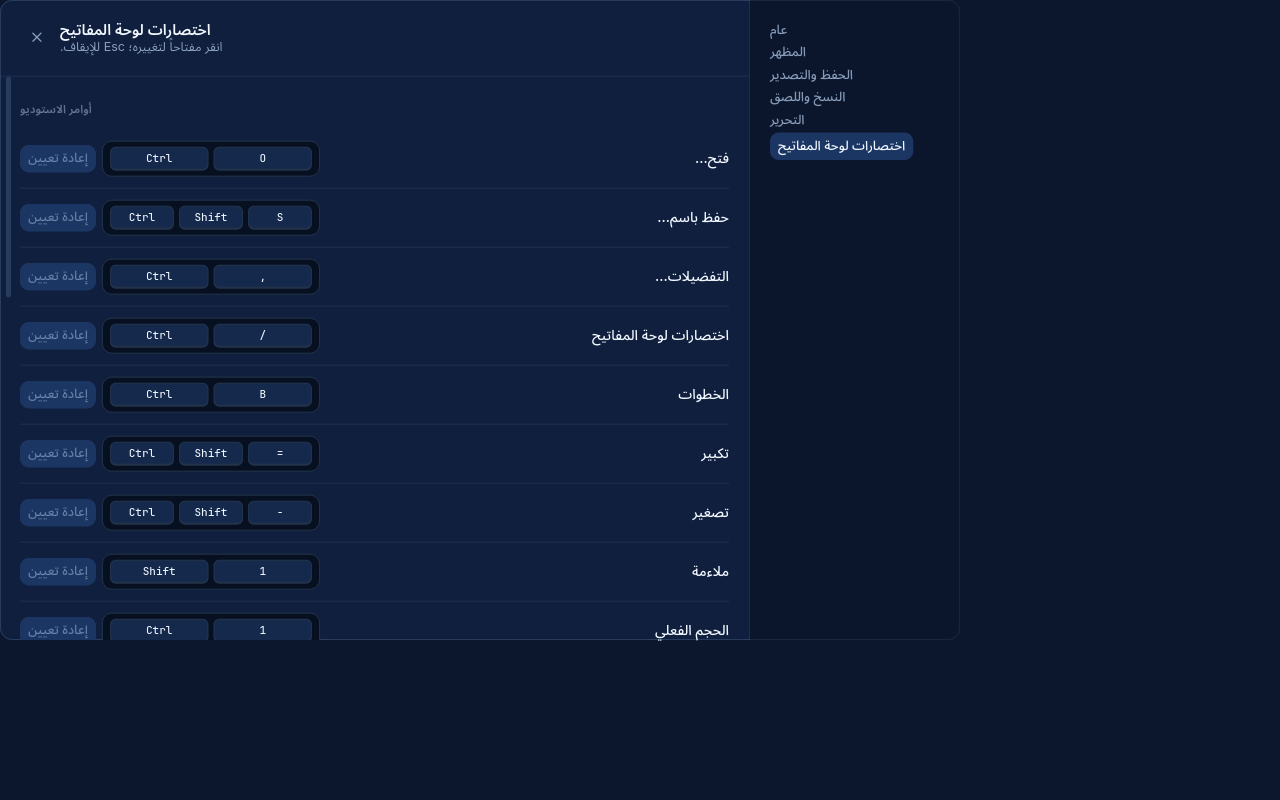 عام
المظهر
الحفظ والتصدير
النسخ واللصق
التحرير
اختصارات لوحة المفاتيح
اختصارات لوحة المفاتيح
انقر مفتاحاً لتغييره؛ Esc للإيقاف.
أوامر الاستوديو
فتح... Ctrl O إعادة تعيين
حفظ باسم... Ctrl Shift S إعادة تعيين
التفضيلات... Ctrl , إعادة تعيين
اختصارات لوحة المفاتيح Ctrl / إعادة تعيين
الخطوات Ctrl B إعادة تعيين
تكبير Ctrl Shift = إعادة تعيين
تصغير Ctrl Shift - إعادة تعيين
ملاءمة Shift 1 إعادة تعيين
الحجم الفعلي Ctrl 1 إعادة تعيين